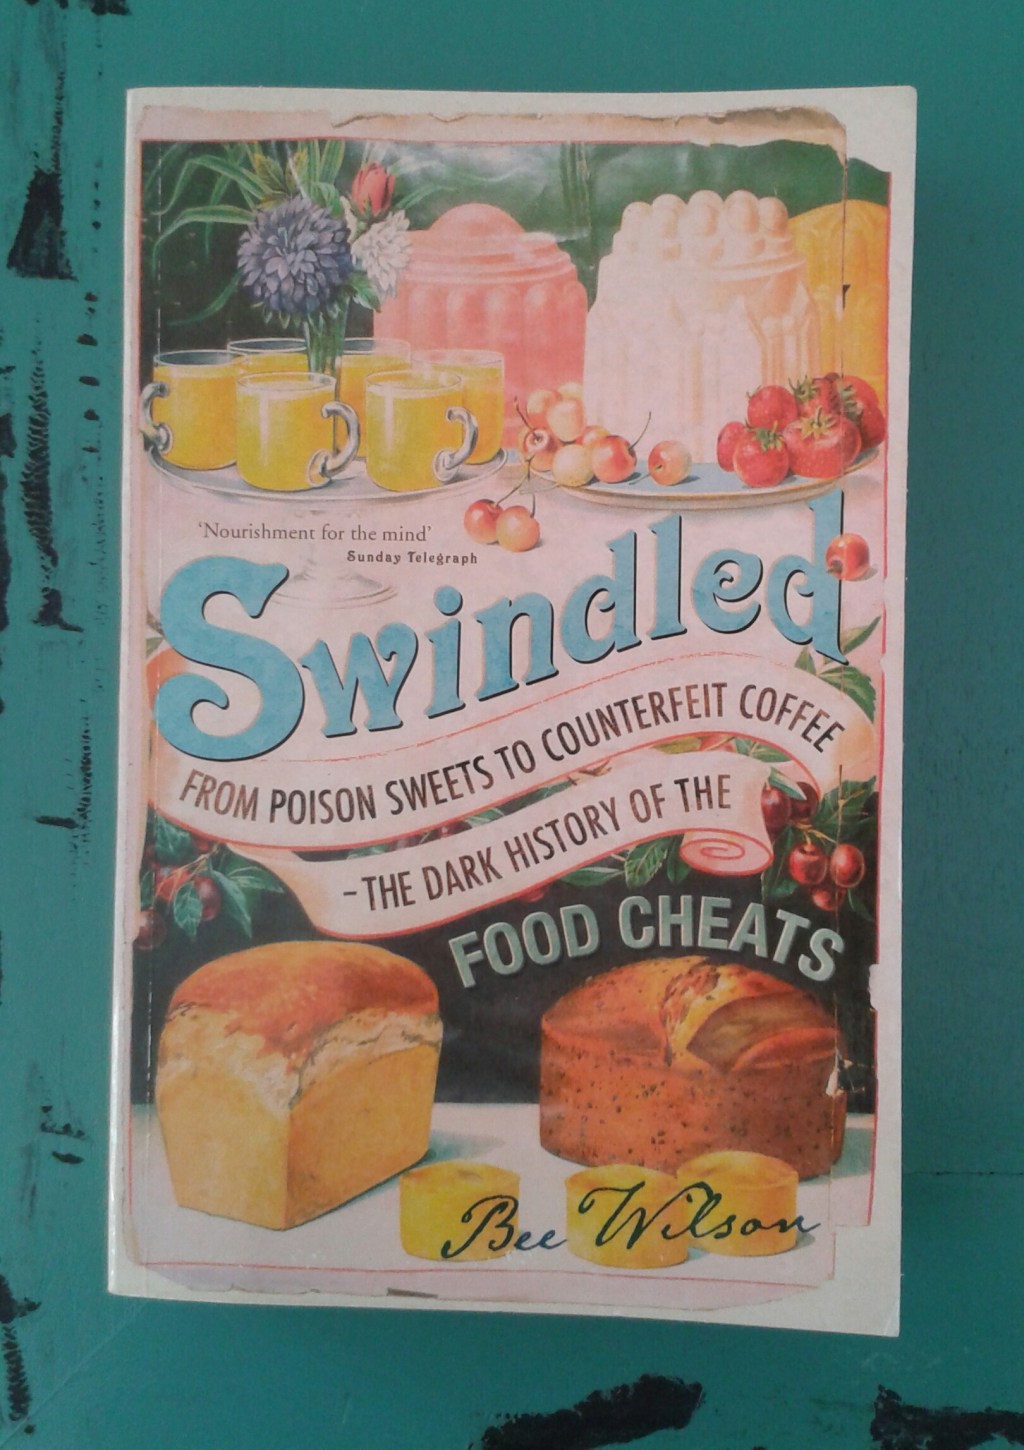 'Nourishment for the mind'
Sunday Telegraph
Swindled
FROM POISON SWEETS TO COUNTERFEIT COFFEE
–THE DARK HISTORY OF THE
FOOD CHEATS
Bee Wilson